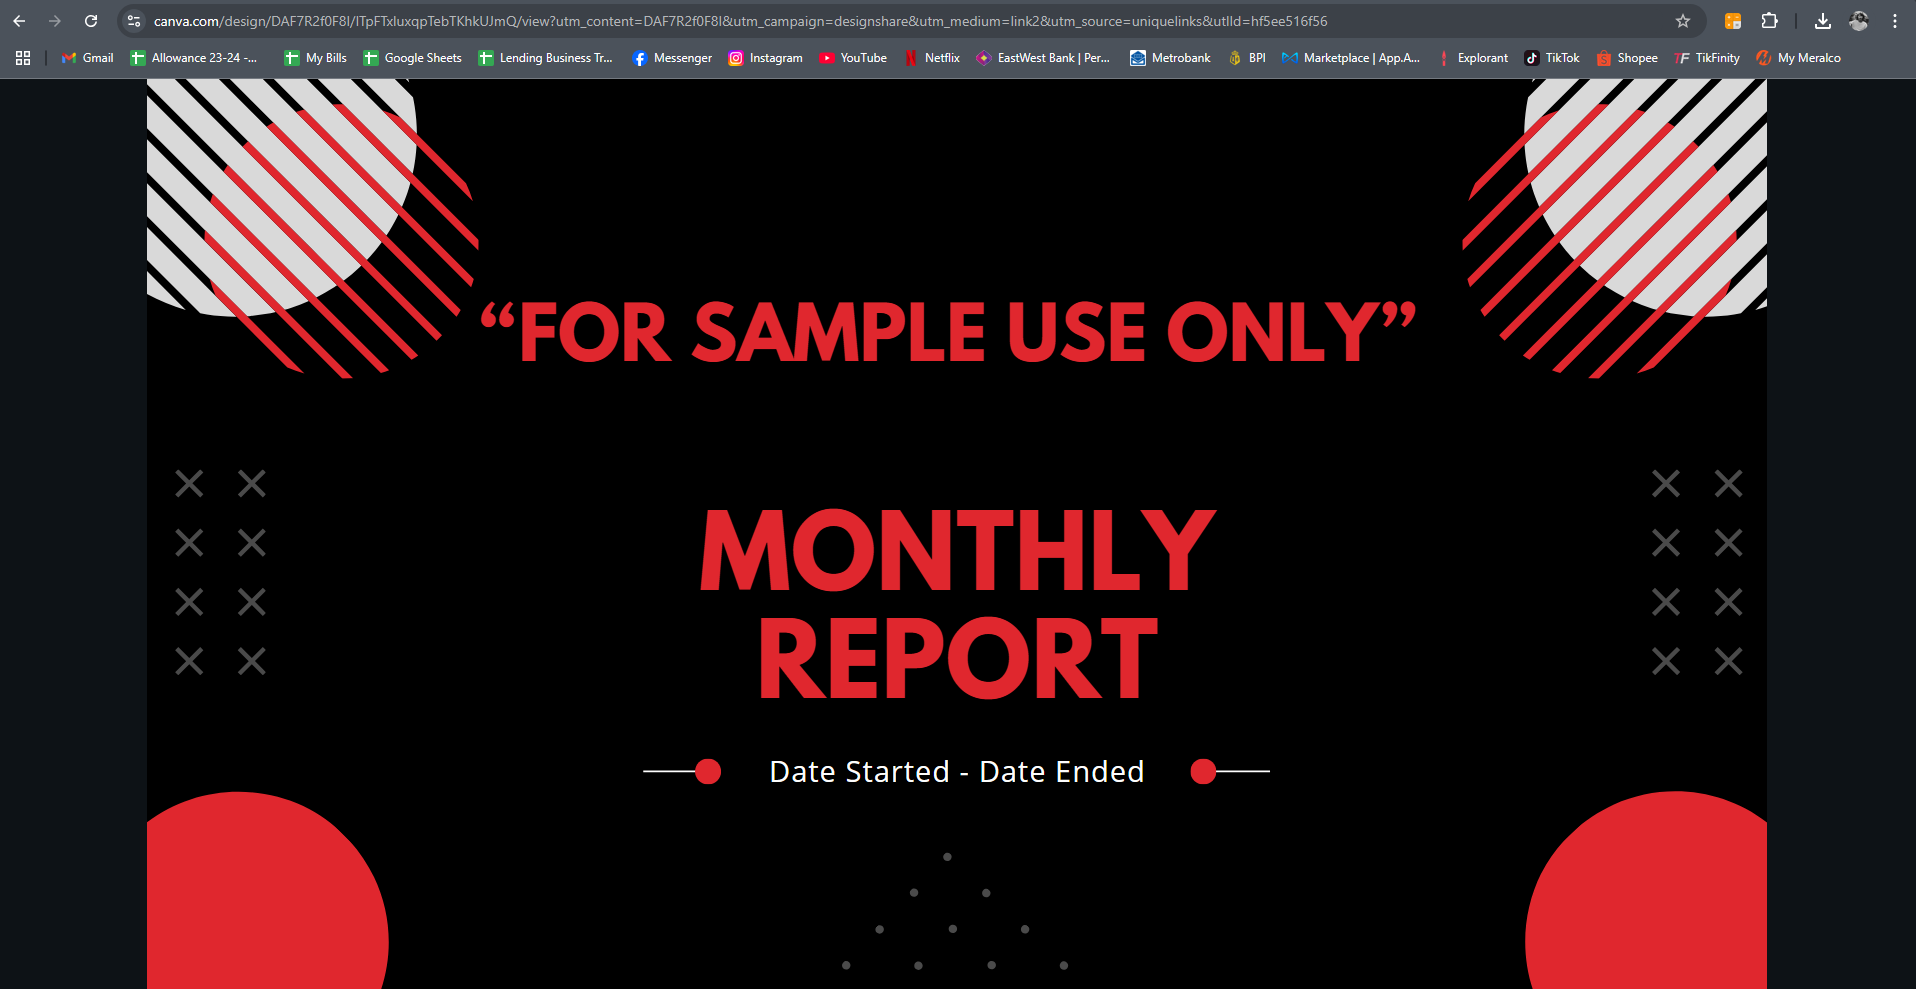 canva.com/design/DAF7R2f0F8I/lTpFTxluxqpTebTKhkUJmQ/view?utm_content=DAF7R2f0F8I&utm_campaign=designshare&utm_medium=link2&utm_source=uniquelinks&utlId=hf5ee516f56
Gmail Allowance 23-24 -... My Bills Google Sheets Lending Business Tr... Messenger Instagram YouTube Netflix EastWest Bank | Per... Metrobank BPI Marketplace | App.A... Explorant TikTok Shopee TikFinity My Meralco
“FOR SAMPLE USE ONLY”
MONTHLY
REPORT
Date Started - Date Ended